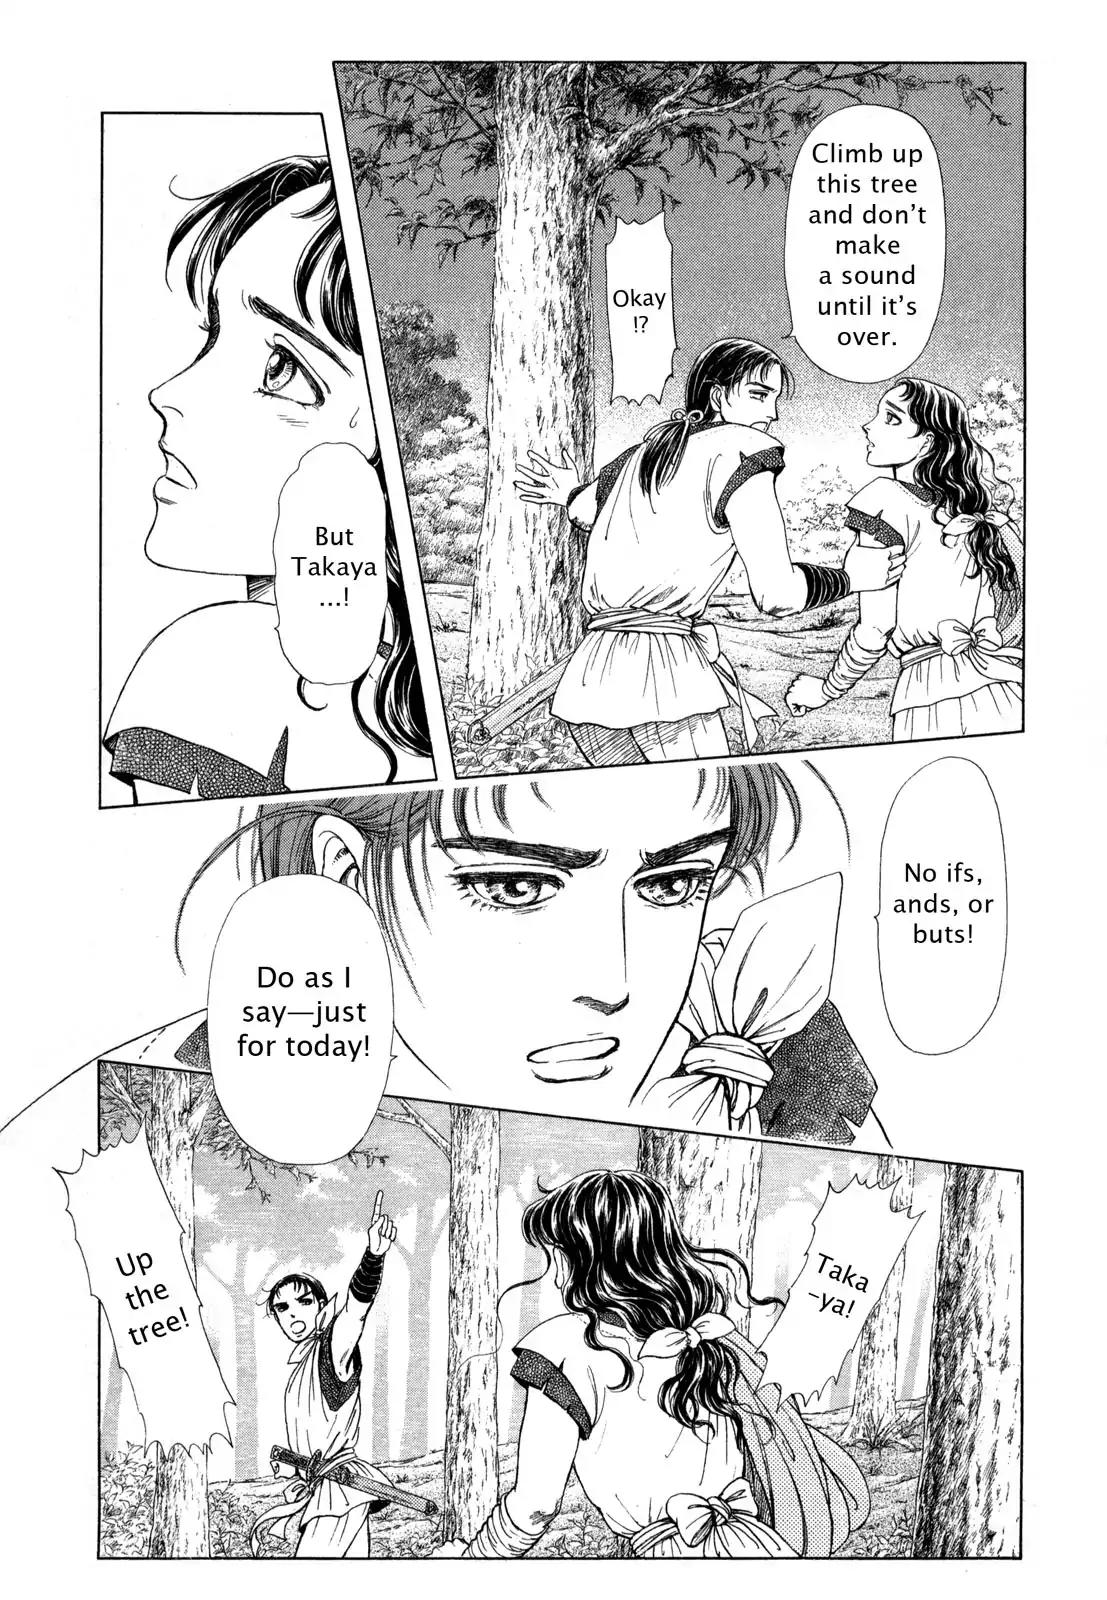 Climb up
this tree
and don't
make
a sound
until it's
over.
Okay
!?
But
Takaya
...!
No ifs,
ands, or
buts!
Do as I
say—just
for today!
Taka
-ya!
Up
the
tree!